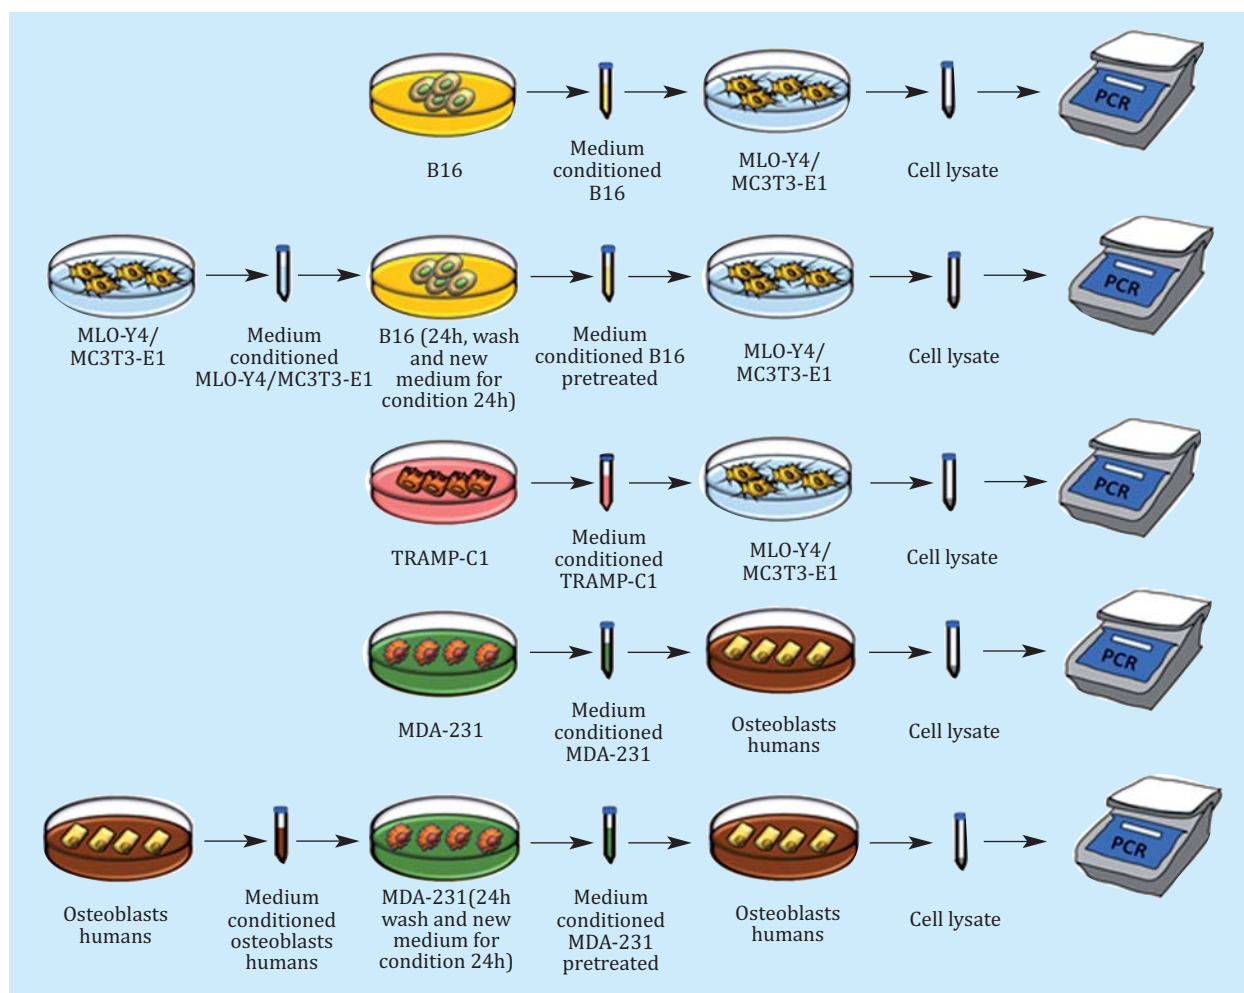 PCR
B16
Medium
conditioned
B16
MLO-Y4/
MC3T3-E1
Cell lysate
PCR
MLO-Y4/
MC3T3-E1
Medium
conditioned
MLO-Y4/MC3T3-E1
B16 (24h, wash
and new
medium for
condition 24h)
Medium
conditioned B16
pretreated
MLO-Y4/
MC3T3-E1
Cell lysate
PCR
TRAMP-C1
Medium
conditioned
TRAMP-C1
MLO-Y4/
MC3T3-E1
Cell lysate
PCR
MDA-231
Medium
conditioned
MDA-231
Osteoblasts
humans
Cell lysate
PCR
Osteoblasts
humans
Medium
conditioned
osteoblasts
humans
MDA-231(24h
wash and new
medium for
condition 24h)
Medium
conditioned
MDA-231
pretreated
Osteoblasts
humans
Cell lysate